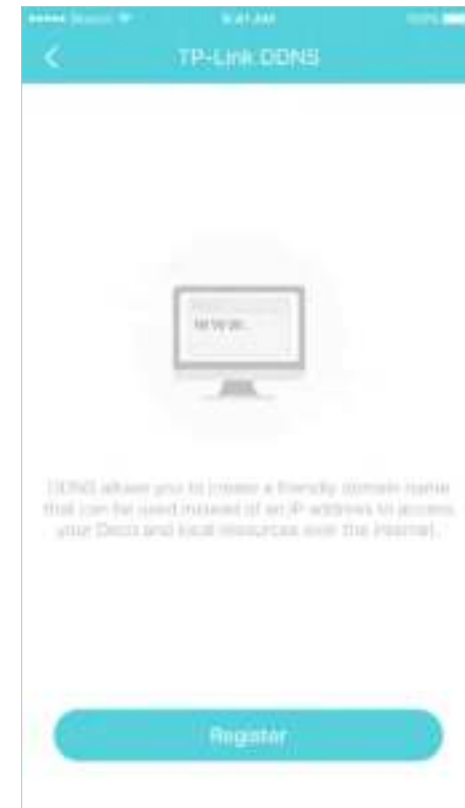 9:41 AM 100%
TP-Link DDNS
www.
DDNS allows you to create a friendly domain name
that can be used instead of an IP address to access
your Deco and local resources over the internet.
Register